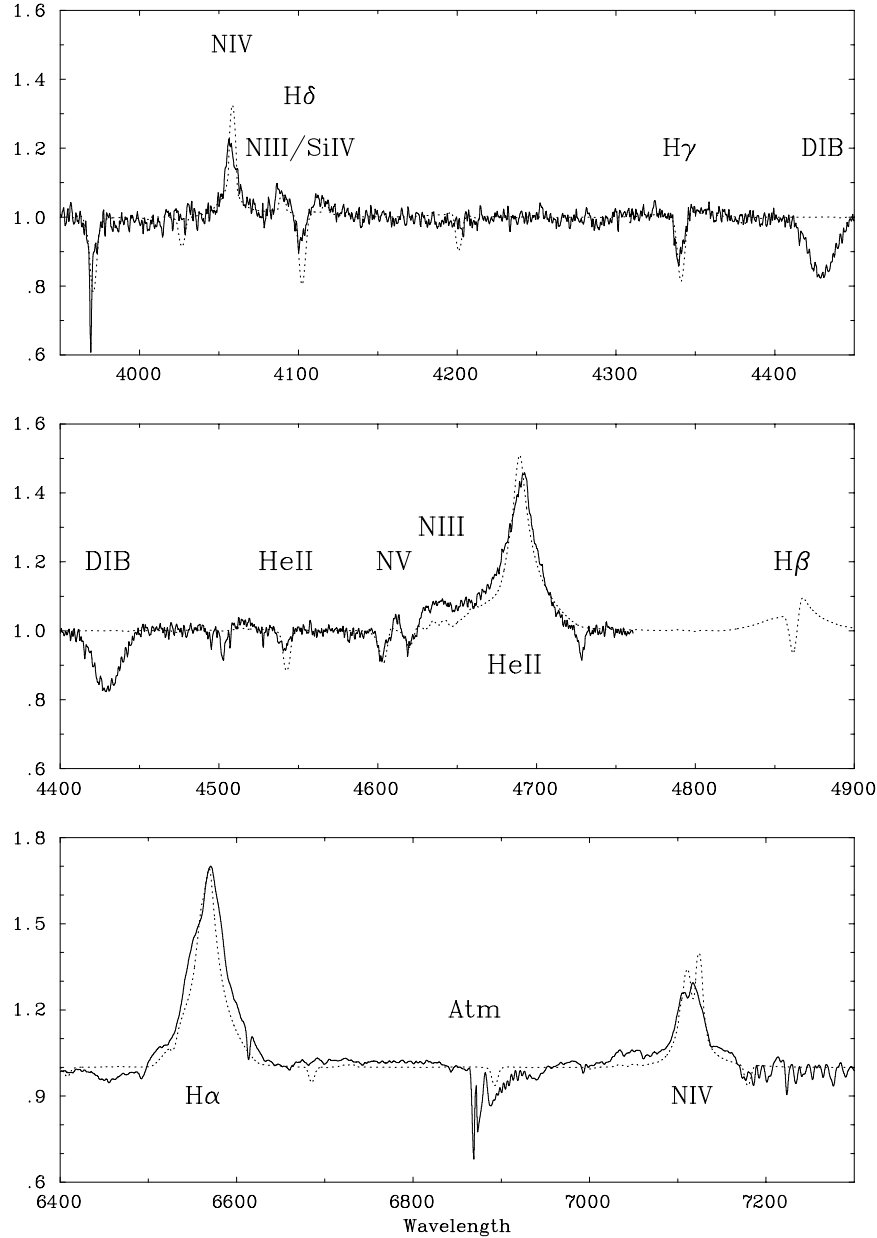 1.6
NIV
1.4
Hδ
1.2
NIII/SiIV
Hγ
DIB
1.0
.8
.6
4000
4100
4200
4300
4400
1.6
1.4
NIII
1.2
DIB
HeII
NV
Hβ
1.0
HeII
.8
.6
4400
4500
4600
4700
4800
4900
1.8
1.5
1.2
Atm
.9
Hα
NIV
.6
6400
6600
6800
7000
7200
Wavelength